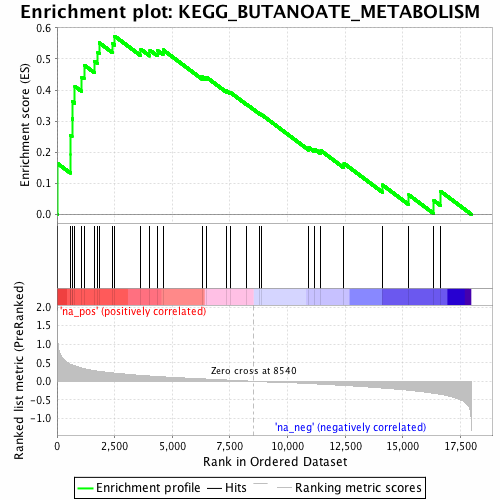 Enrichment plot: KEGG_BUTANOATE_METABOLISM
Enrichment score (ES)
0.6
0.5
0.4
0.3
0.2
0.1
0.0
'na_pos' (positively correlated)
Ranked list metric (PreRanked)
2.0
1.5
1.0
0.5
0.0
-0.5
-1.0
Zero cross at 8540
'na_neg' (negatively correlated)
0 2,500 5,000 7,500 10,000 12,500 15,000 17,500
Rank in Ordered Dataset
Enrichment profile Hits Ranking metric scores